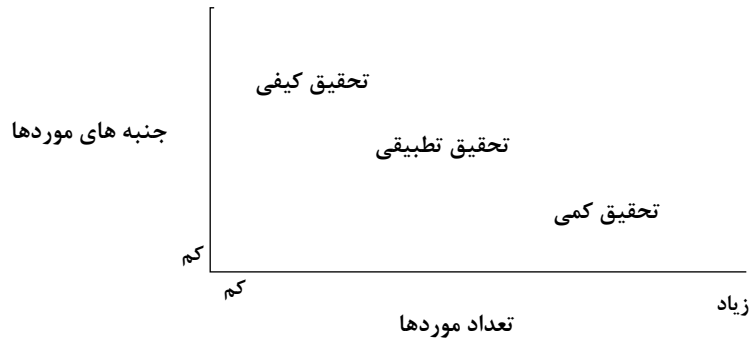 تحقیق کیفی
جنبه های موردها
تحقیق تطبیقی
تحقیق کمی
کم
کم
زیاد
تعداد موردها